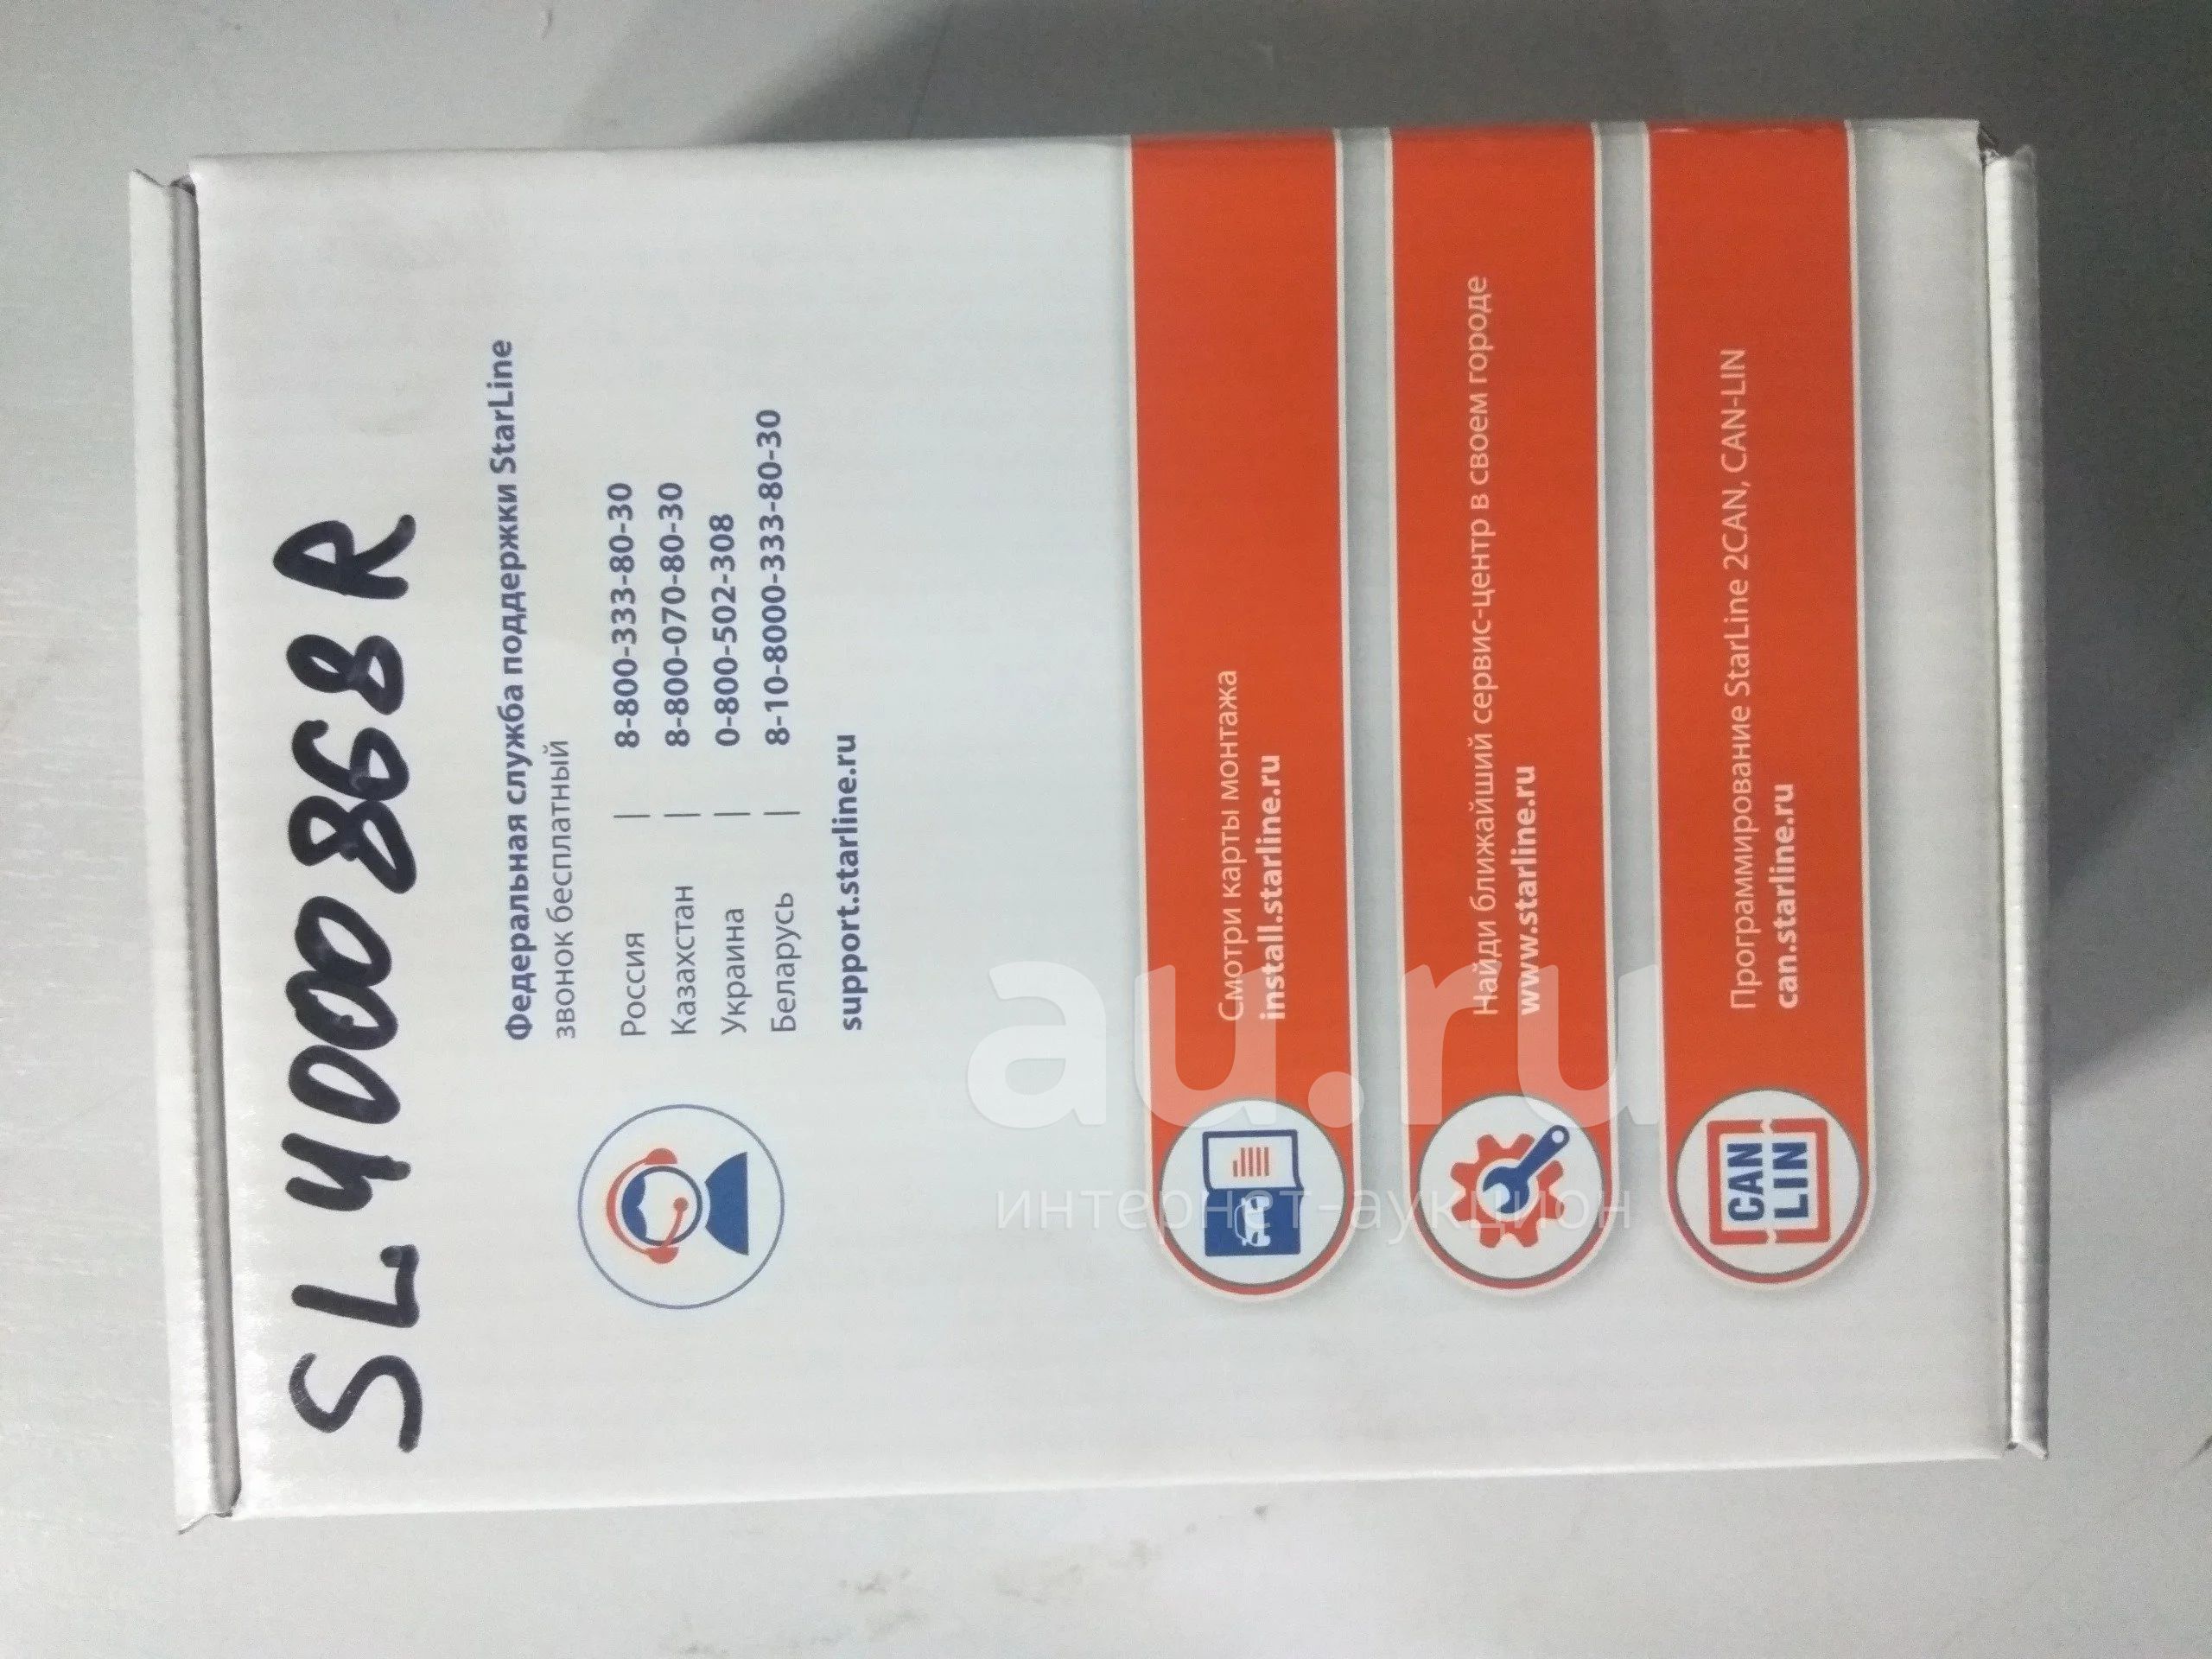 SL 4000868 R
Федеральная служба поддержки StarLine
звонок бесплатный
Россия | 8-800-333-80-30
Казахстан | 8-800-070-80-30
Украина | 0-800-502-308
Беларусь | 8-10-8000-333-80-30
support.starline.ru
Смотри карты монтажа
install.starline.ru
Найди ближайший сервис-центр в своем городе
www.starline.ru
Программирование StarLine 2CAN, CAN-LIN
can.starline.ru
CAN
LIN
au.ru
интернет-аукцион